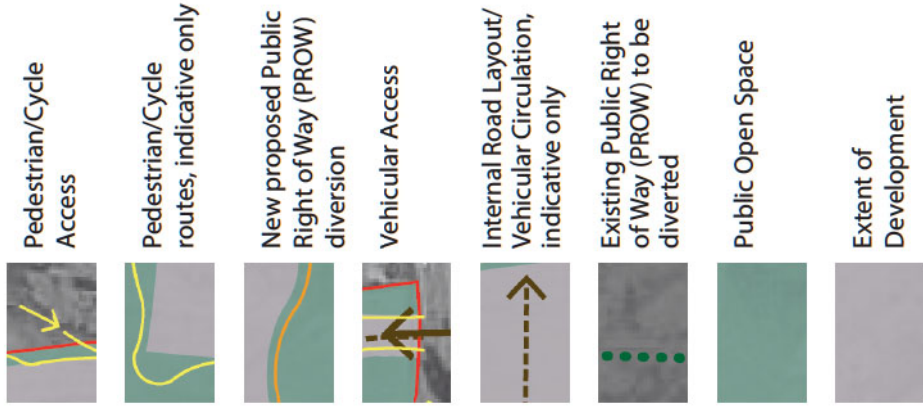 Pedestrian/Cycle
Access
Pedestrian/Cycle
routes, indicative only
New proposed Public
Right of Way (PROW)
diversion
Vehicular Access
Internal Road Layout/
Vehicular Circulation,
indicative only
Existing Public Right
of Way (PROW) to be
diverted
Public Open Space
Extent of
Development